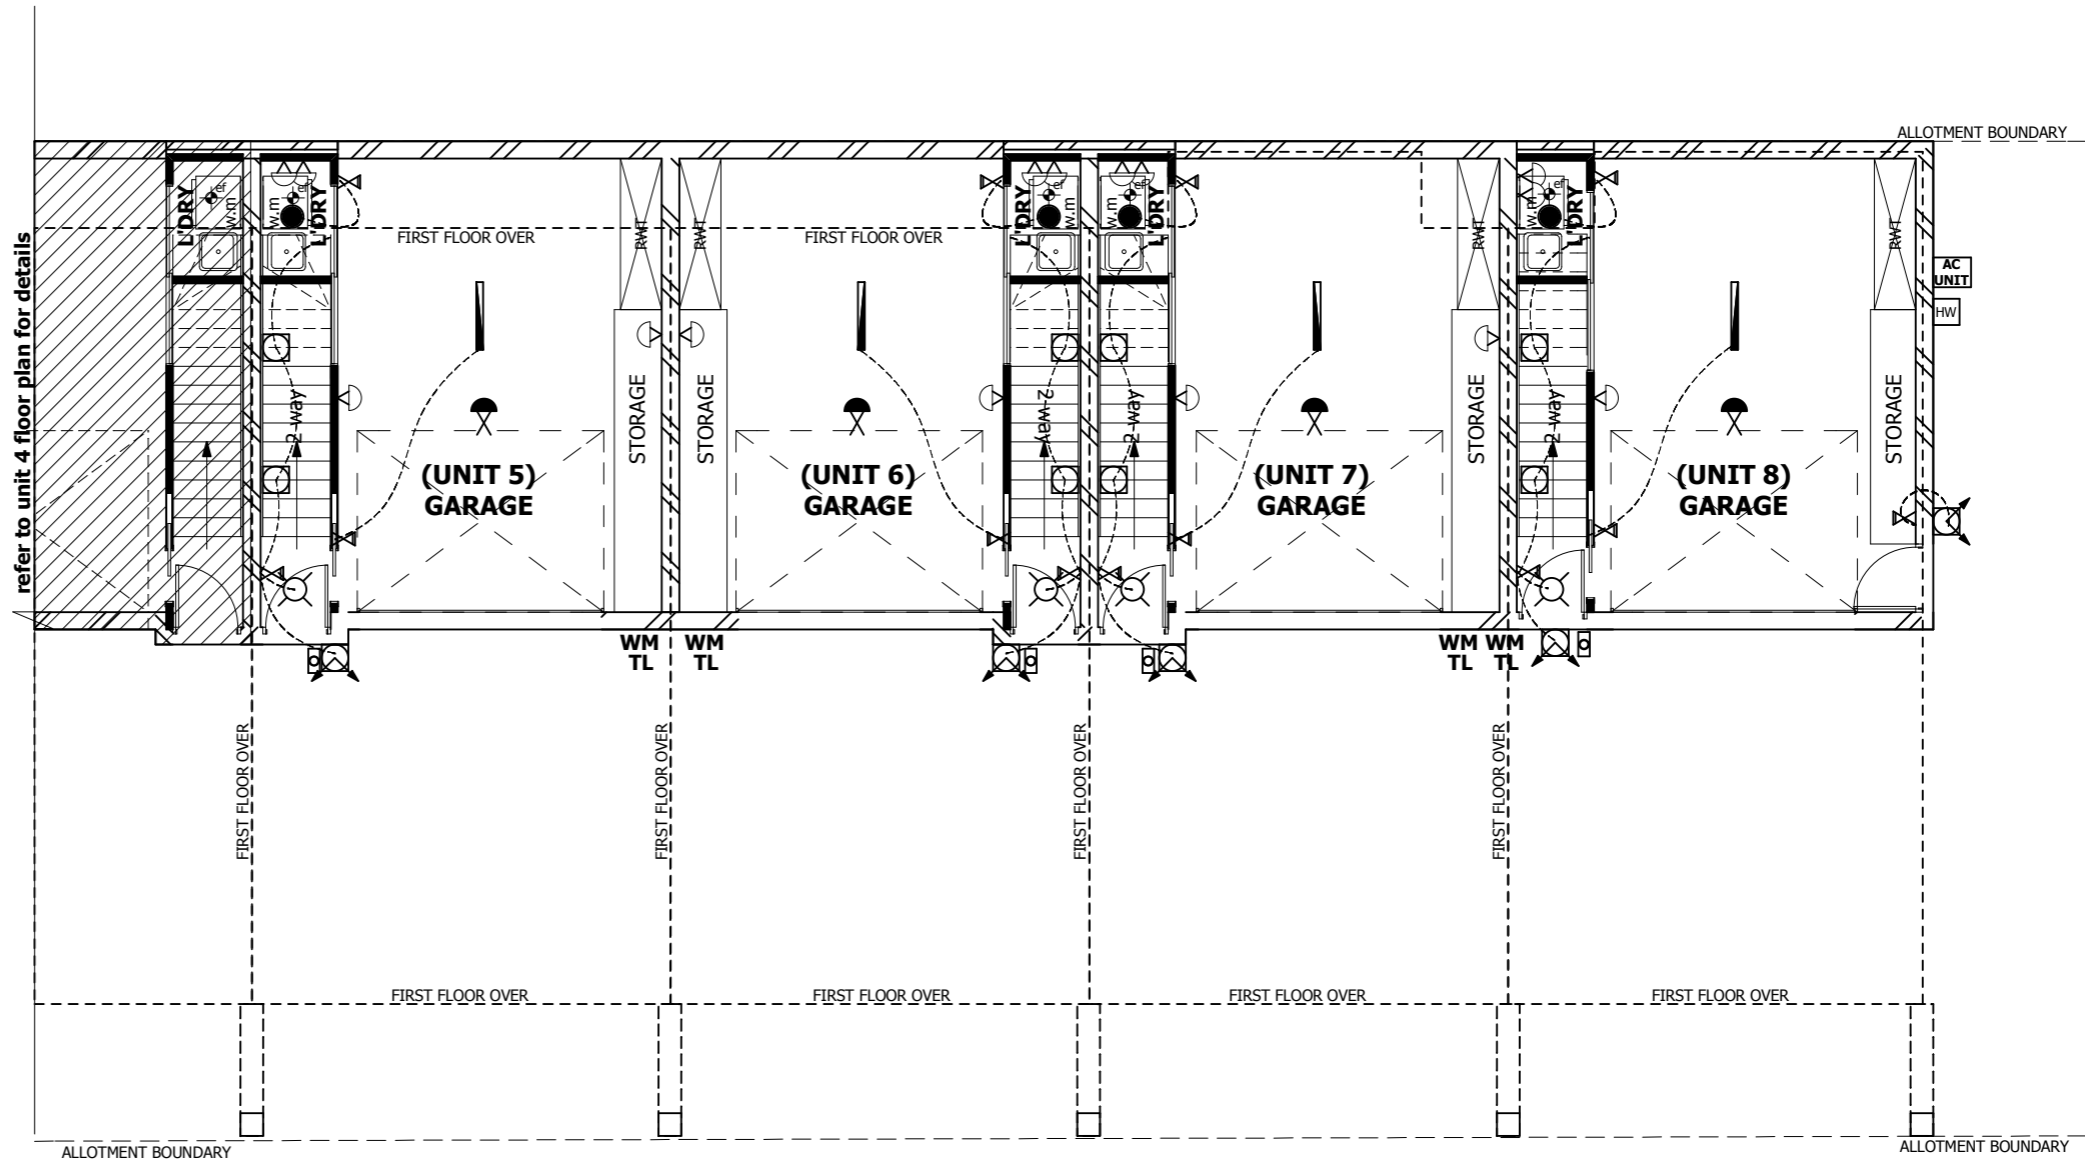 ALLOTMENT BOUNDARY
refer to unit 4 floor plan for details
L'DRY
ef
w.m
ef
w.m
L'DRY
L'DRY
ef
w.m
ef
w.m
L'DRY
w.m
ef
L'DRY
FIRST FLOOR OVER
RWT
RWT
FIRST FLOOR OVER
RWT
RWT
AC
UNIT
HW
2-way
STORAGE
STORAGE
2-way
2-way
STORAGE
2-way
STORAGE
(UNIT 5)
GARAGE
(UNIT 6)
GARAGE
(UNIT 7)
GARAGE
(UNIT 8)
GARAGE
WM
TL
WM
TL
WM
TL
WM
TL
FIRST FLOOR OVER
FIRST FLOOR OVER
FIRST FLOOR OVER
FIRST FLOOR OVER
FIRST FLOOR OVER
FIRST FLOOR OVER
FIRST FLOOR OVER
FIRST FLOOR OVER
ALLOTMENT BOUNDARY
ALLOTMENT BOUNDARY